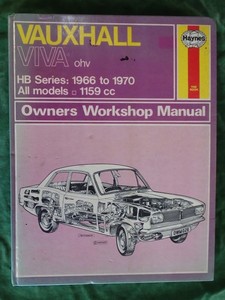 VAUXHALL
Haynes
VIVA ohv
HB Series: 1966 to 1970
All models □ 1159 cc
Owners Workshop Manual